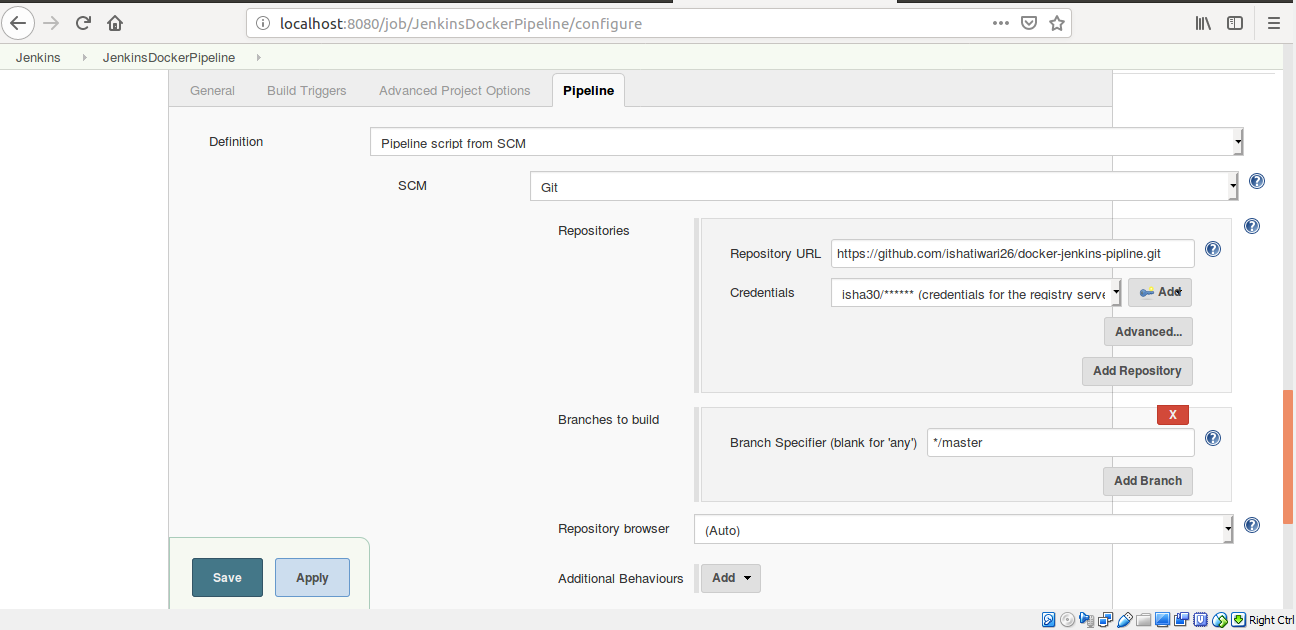 localhost:8080/job/JenkinsDockerPipeline/configure
Jenkins JenkinsDockerPipeline
General Build Triggers Advanced Project Options Pipeline
Definition Pipeline script from SCM
SCM Git
Repositories
Repository URL https://github.com/ishatiwari26/docker-jenkins-pipline.git
Credentials isha30/****** (credentials for the registry serve
Add
Advanced...
Add Repository
Branches to build
X
Branch Specifier (blank for 'any') */master
Add Branch
Repository browser (Auto)
Additional Behaviours Add
Save Apply
Right Ctrl